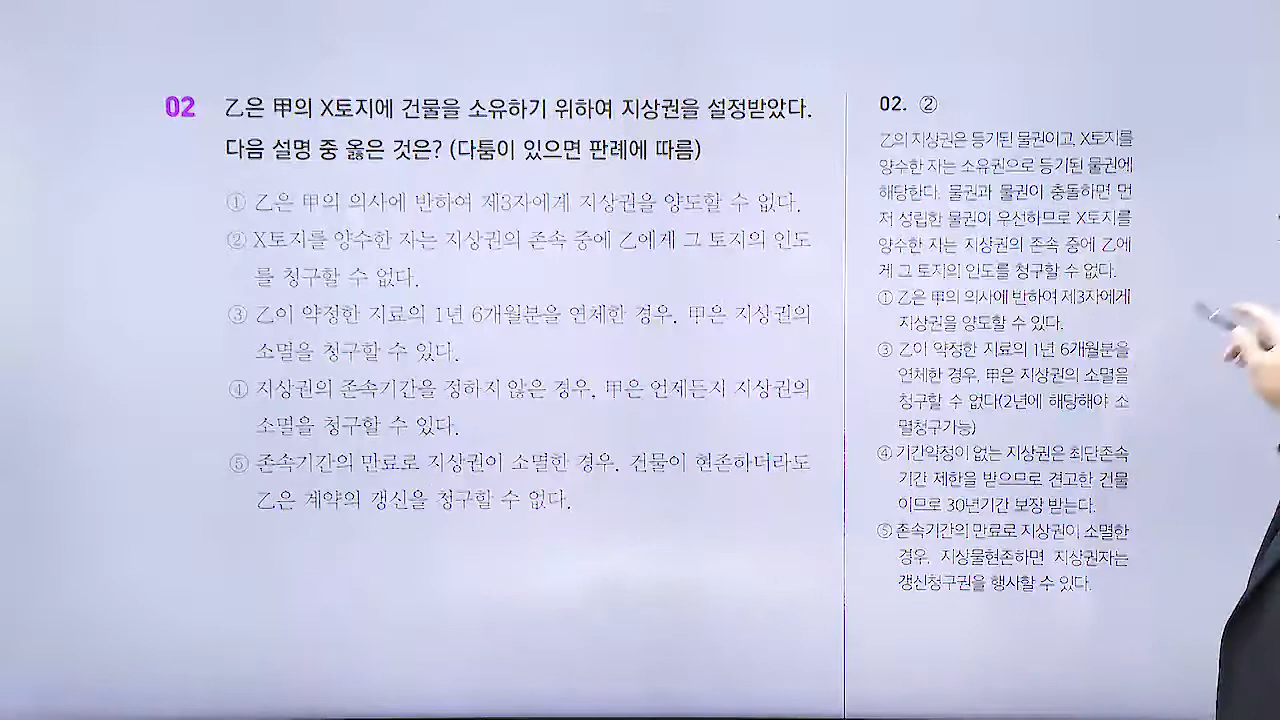 02 乙은 甲의 X토지에 건물을 소유하기 위하여 지상권을 설정받았다.
다음 설명 중 옳은 것은? (다툼이 있으면 판례에 따름)
① 乙은 甲의 의사에 반하여 제3자에게 지상권을 양도할 수 없다.
② X토지를 양수한 자는 지상권의 존속 중에 乙에게 그 토지의 인도
를 청구할 수 없다.
③ 乙이 약정한 지료의 1년 6개월분을 연체한 경우, 甲은 지상권의
소멸을 청구할 수 있다.
④ 지상권의 존속기간을 정하지 않은 경우, 甲은 언제든지 지상권의
소멸을 청구할 수 있다.
⑤ 존속기간의 만료로 지상권이 소멸한 경우, 건물이 현존하더라도
乙은 계약의 갱신을 청구할 수 없다.
02. ②
乙의 지상권은 등기된 물권이고, X토지를
양수한 자는 소유권으로 등기된 물권에
해당한다. 물권과 물권이 충돌하면 먼
저 성립한 물권이 우선하므로 X토지를
양수한 자는 지상권의 존속 중에 乙에
게 그 토지의 인도를 청구할 수 없다.
① 乙은 甲의 의사에 반하여 제3자에게
지상권을 양도할 수 있다.
③ 乙이 약정한 지료의 1년 6개월분을
연체한 경우, 甲은 지상권의 소멸을
청구할 수 없다(2년에 해당해야 소
멸청구가능)
④ 기간약정이 없는 지상권은 최단존속
기간 제한을 받으므로 견고한 건물
이므로 30년기간 보장 받는다.
⑤ 존속기간의 만료로 지상권이 소멸한
경우, 지상물현존하면 지상권자는
갱신청구권을 행사할 수 있다.